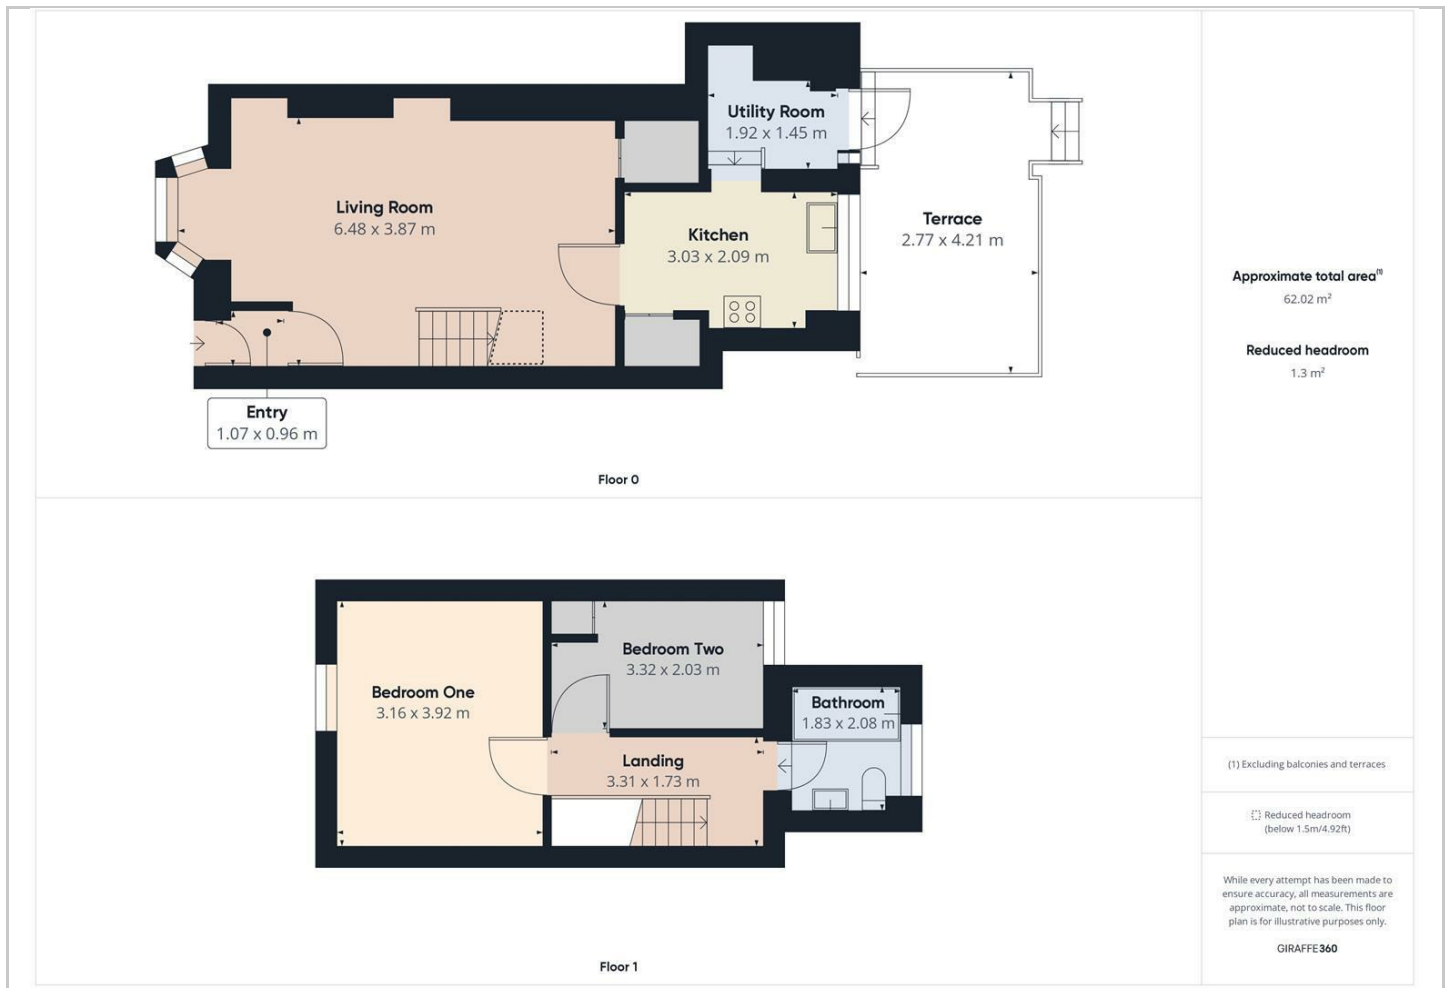 Utility Room
1.92 x 1.45 m
Living Room
6.48 x 3.87 m
Kitchen
3.03 x 2.09 m
Terrace
2.77 x 4.21 m
Entry
1.07 x 0.96 m
Floor 0
Bedroom One
3.16 x 3.92 m
Bedroom Two
3.32 x 2.03 m
Bathroom
1.83 x 2.08 m
Landing
3.31 x 1.73 m
Floor 1
Approximate total area(1)
62.02 m²
Reduced headroom
1.3 m²
(1) Excluding balconies and terraces
Reduced headroom
(below 1.5m/4.92ft)
While every attempt has been made to
ensure accuracy, all measurements are
approximate, not to scale. This floor
plan is for illustrative purposes only.
GIRAFFE360